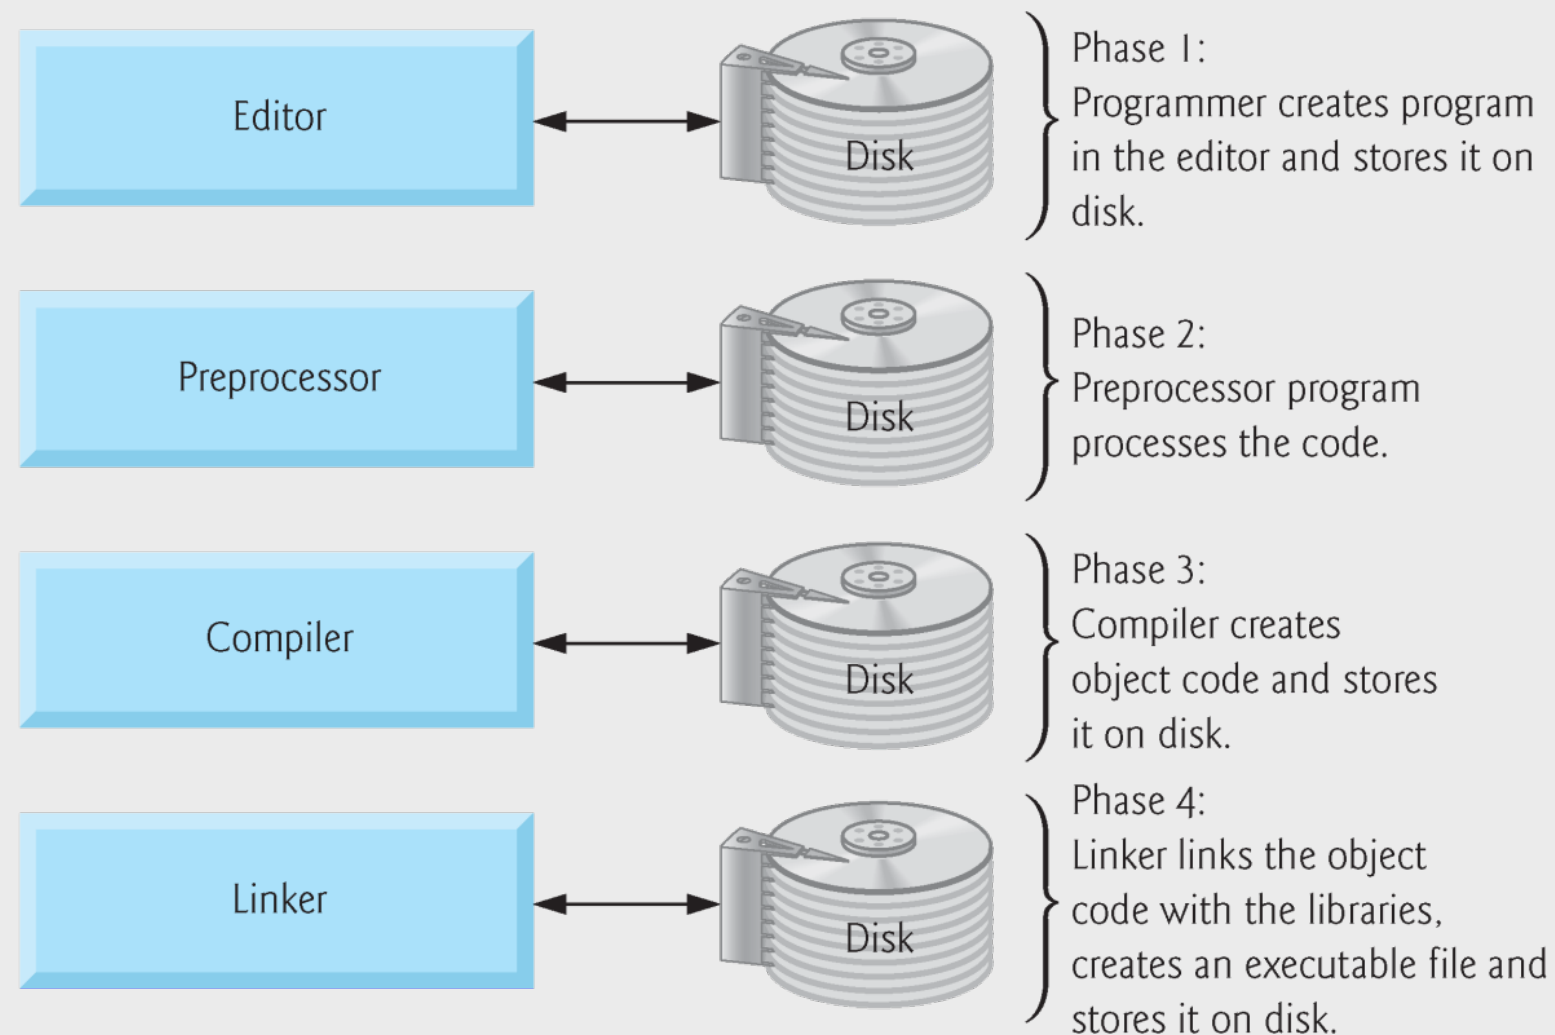 Editor
Disk
Phase 1:
Programmer creates program
in the editor and stores it on
disk.
Preprocessor
Disk
Phase 2:
Preprocessor program
processes the code.
Compiler
Disk
Phase 3:
Compiler creates
object code and stores
it on disk.
Linker
Disk
Phase 4:
Linker links the object
code with the libraries,
creates an executable file and
stores it on disk.